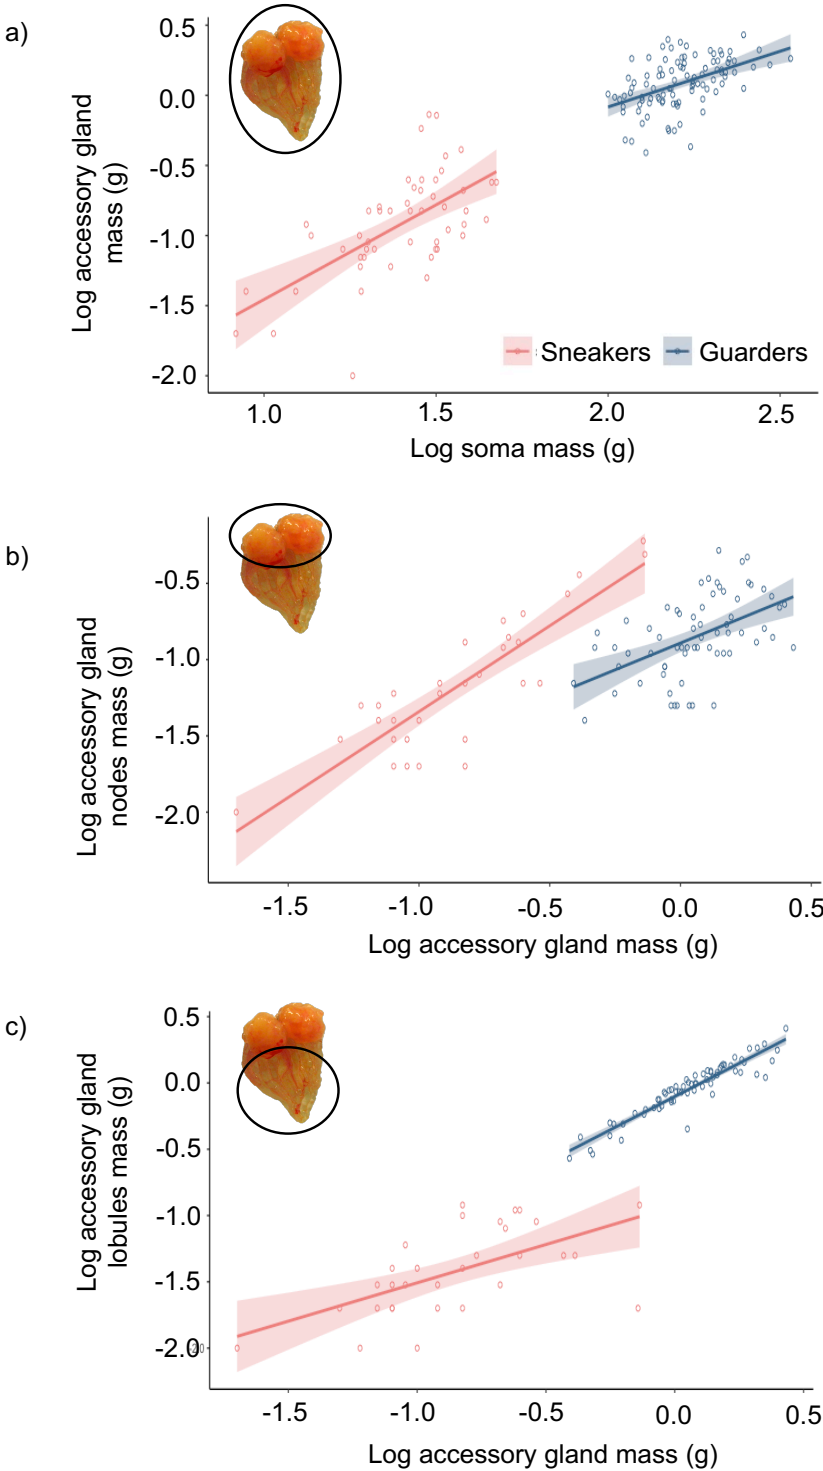 a)
0.5
0.0
-0.5
-1.0
-1.5
-2.0
Log accessory gland
mass (g)
Sneakers
Guarders
1.0 1.5 2.0 2.5
Log soma mass (g)
b)
-0.5
-1.0
-1.5
-2.0
Log accessory gland
nodes mass (g)
-1.5 -1.0 -0.5 0.0 0.5
Log accessory gland mass (g)
c)
0.5
0.0
-0.5
-1.0
-1.5
-2.0
Log accessory gland
lobules mass (g)
-1.5 -1.0 -0.5 0.0 0.5
Log accessory gland mass (g)